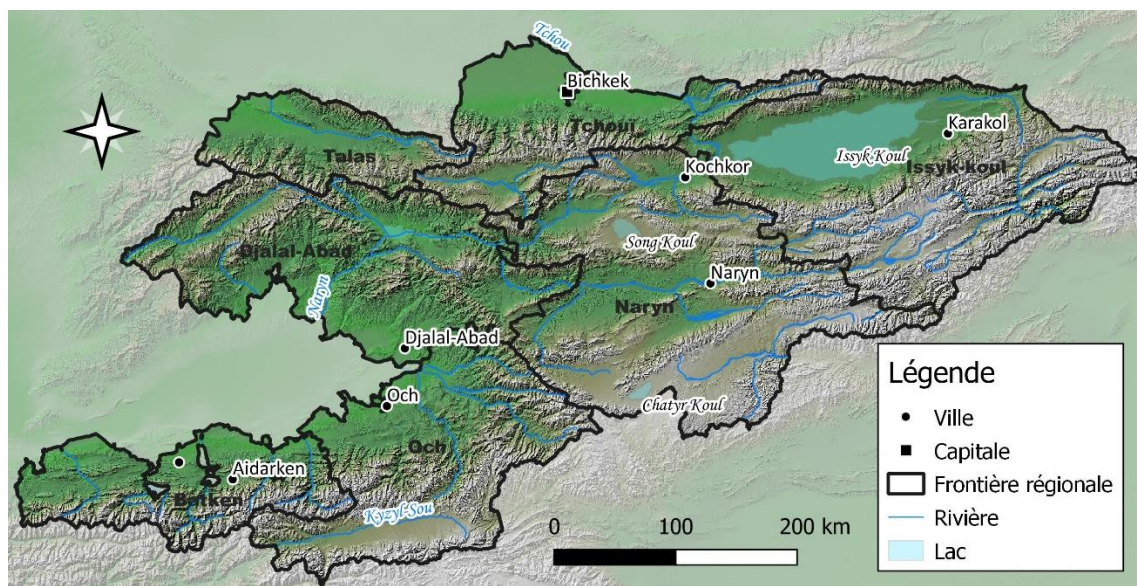 Tchou
Bichkek
Tchouï
Talas
Karakol
Issyk Koul
Issyk-koul
Kochkor
Song Koul
Djalal-Abad
Naryn
Naryn
Naryn
Djalal-Abad
Chatyr Koul
Och
Och
Aidarken
Batken
Kyzyl-Sou
0 100 200 km
Légende
Ville
Capitale
Frontière régionale
Rivière
Lac